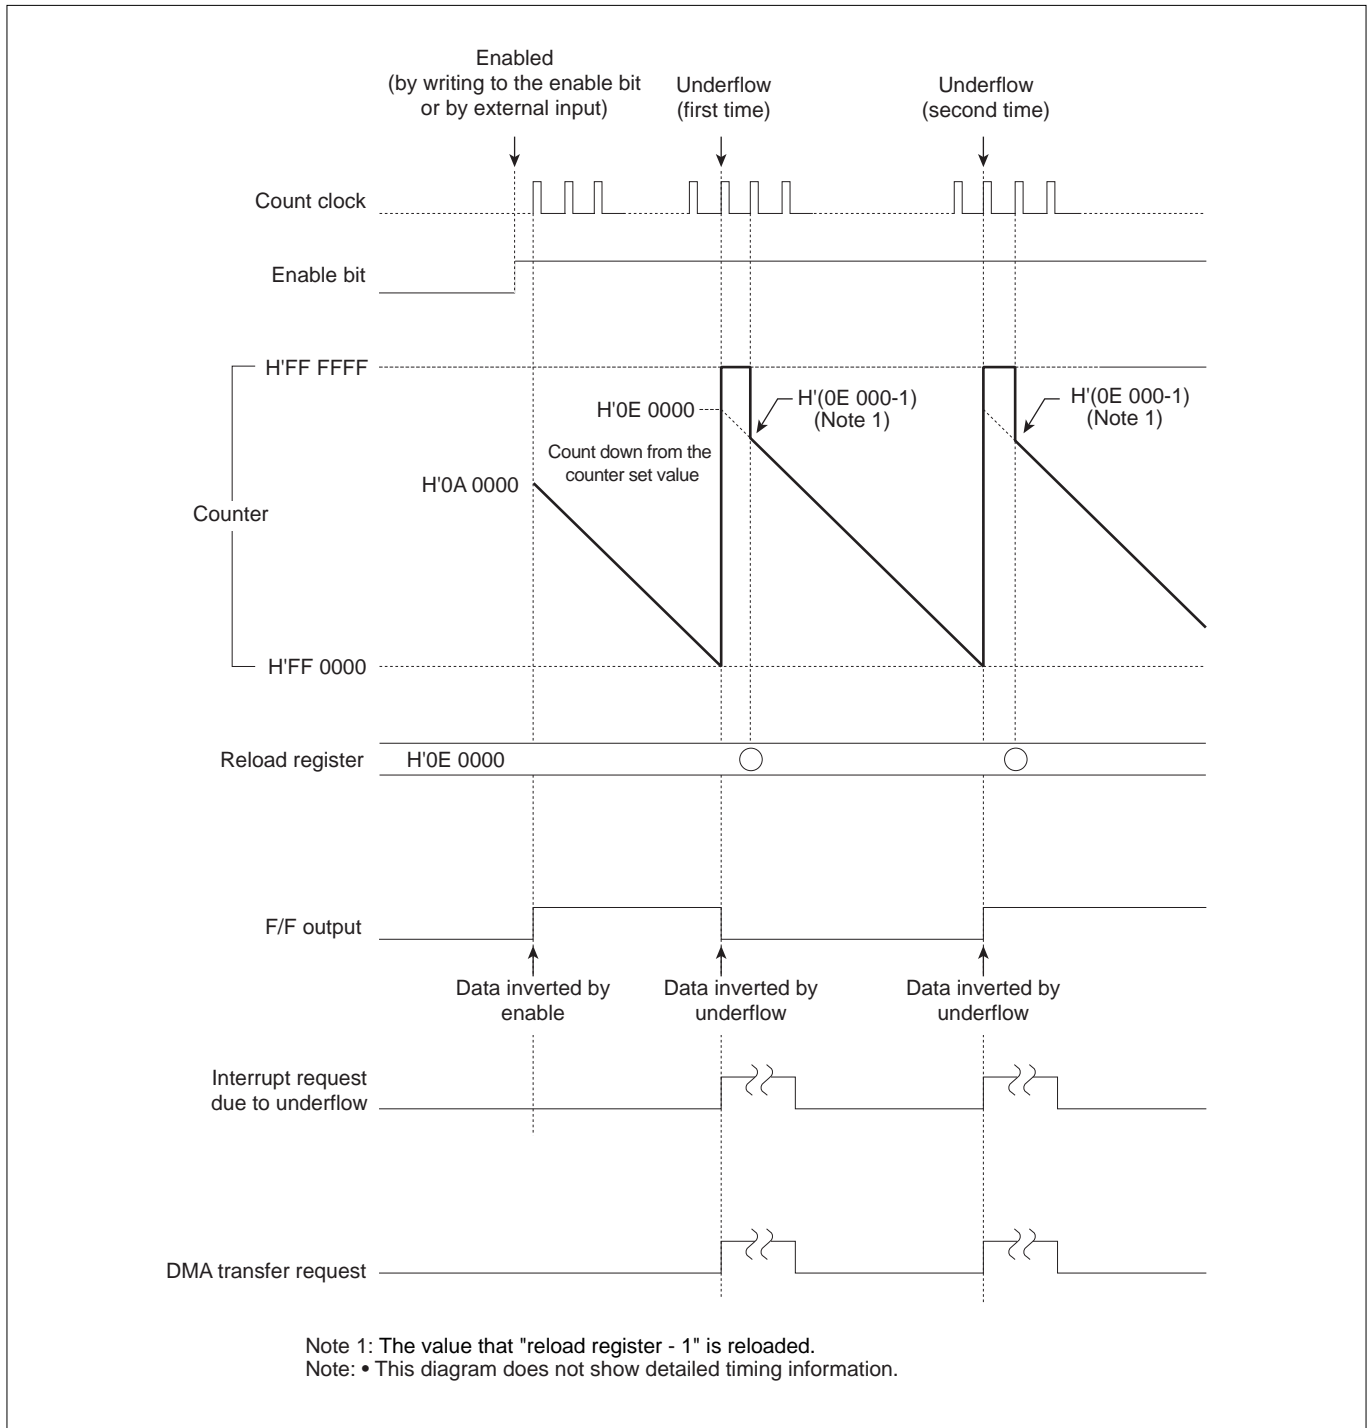 Enabled
(by writing to the enable bit
or by external input)
Underflow
(first time)
Underflow
(second time)
Count clock
Enable bit
H'FF FFFF
H'0E 0000
H'(0E 000-1)
(Note 1)
H'(0E 000-1)
(Note 1)
Count down from the
counter set value
H'0A 0000
Counter
H'FF 0000
Reload register
H'0E 0000
F/F output
Data inverted by
enable
Data inverted by
underflow
Data inverted by
underflow
Interrupt request
due to underflow
DMA transfer request
Note 1: The value that "reload register - 1" is reloaded.
Note: • This diagram does not show detailed timing information.